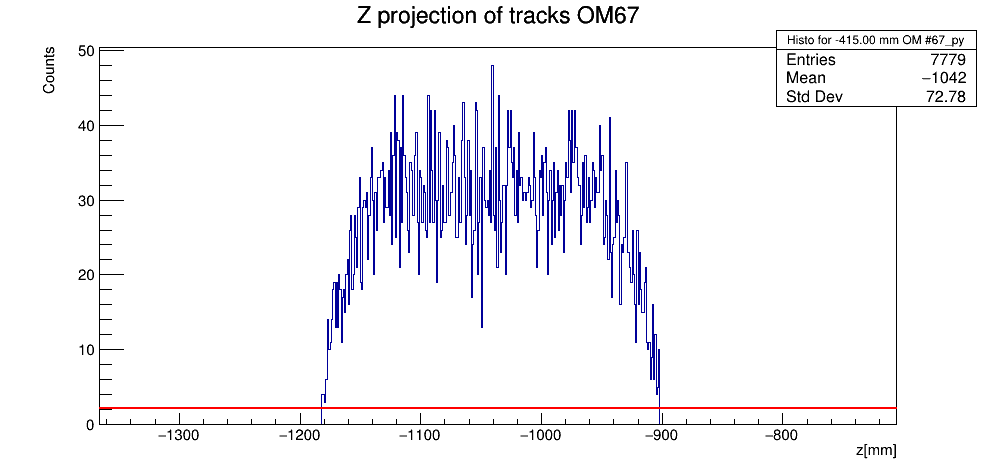 Z projection of tracks OM67
Histo for -415.00 mm OM #67_py
Entries 7779
Mean −1042
Std Dev 72.78
Counts
50
40
30
20
10
0
−1300 −1200 −1100 −1000 −900 −800
z[mm]